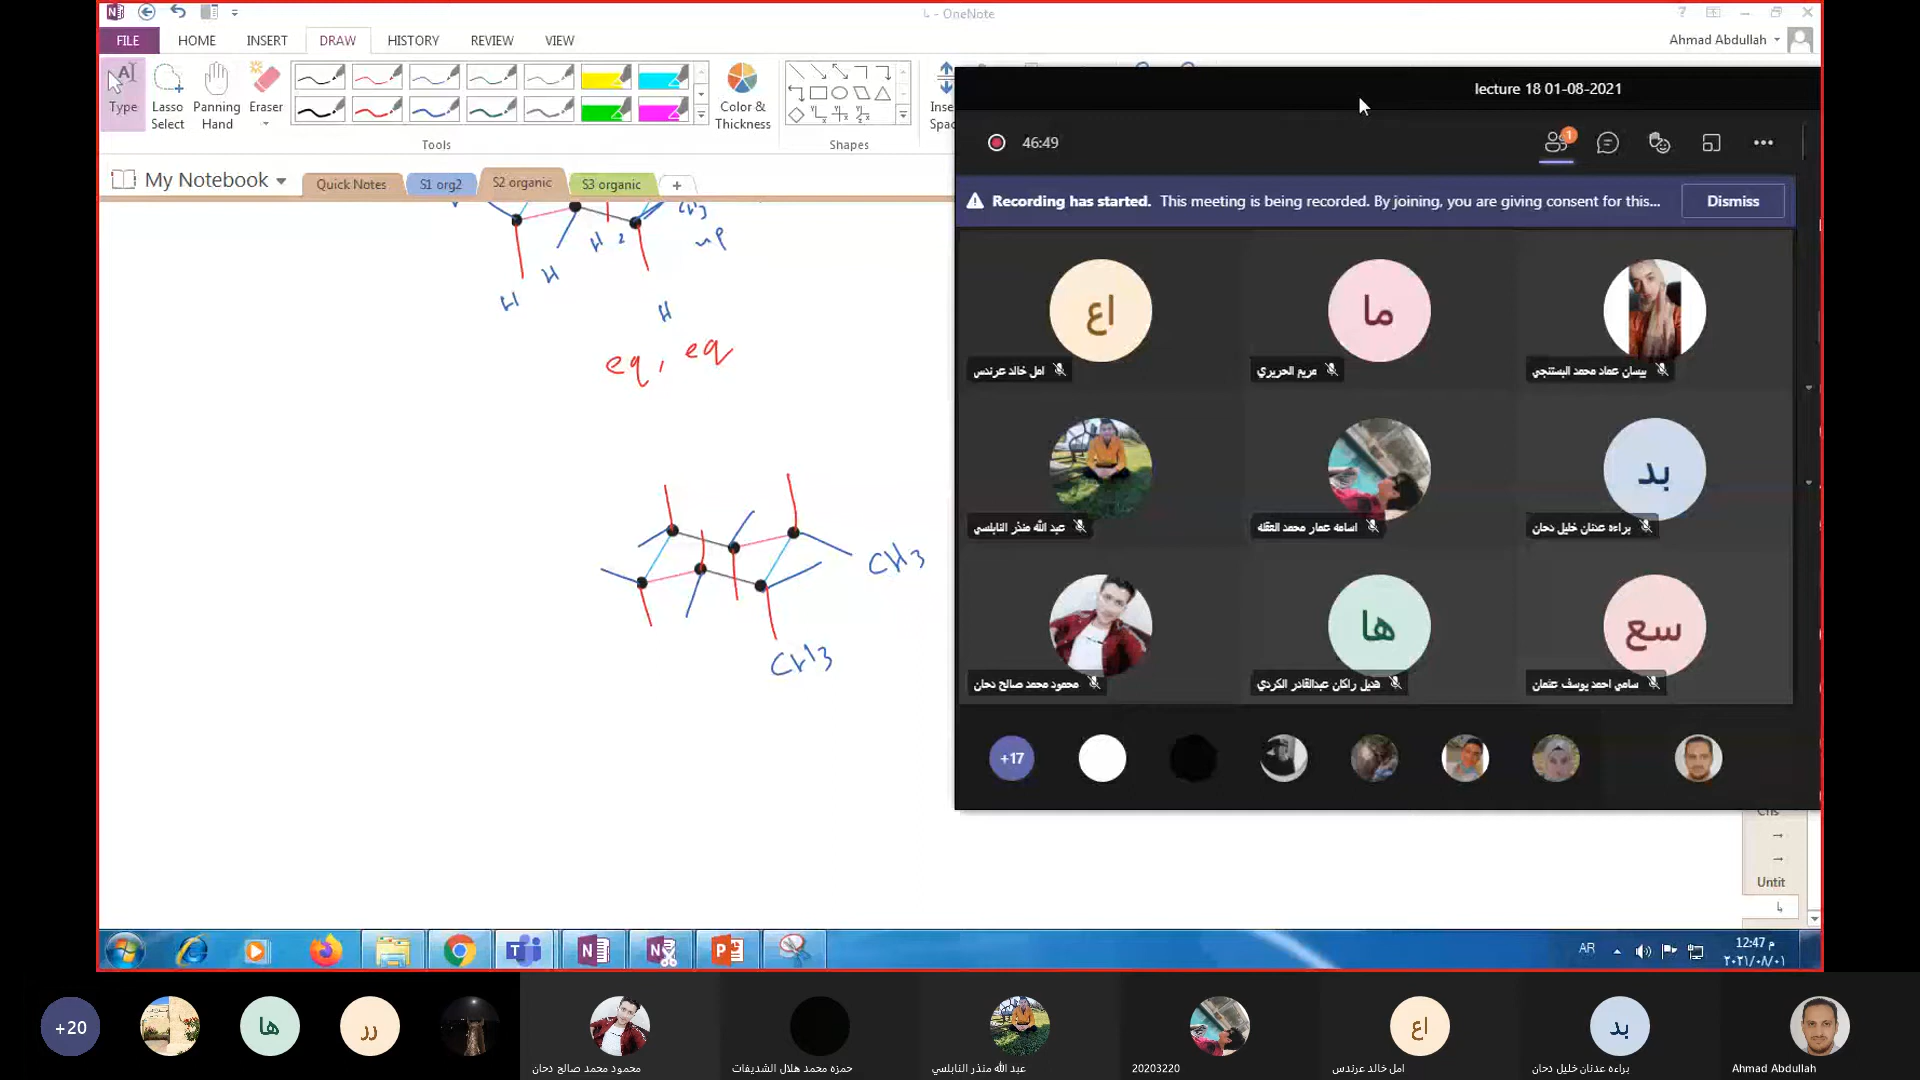 ٮ - OneNote
FILE HOME INSERT DRAW HISTORY REVIEW VIEW
Ahmad Abdullah
Type
Lasso Select
Panning Hand
Eraser
Color & Thickness
Tools
Shapes
lecture 18 01-08-2021
46:49
1
My Notebook
Quick Notes
S1 org2
S2 organic
S3 organic
+
Recording has started. This meeting is being recorded. By joining, you are giving consent for this...
Dismiss
CH3
up
H
H
H
H
2
eq, eq
CH3
CH3
اع
ما
امل خالد عرندس
مريم الحريري
بيسان عماد محمد البستنجي
بد
عبد الله منذر النابلسي
اسامه عمار محمد العقله
براءه عدنان خليل دحان
ها
سع
محمود محمد صالح دحان
هديل راكان عبدالقادر الكردي
سامي احمد يوسف عثمان
+17
Untit
AR
12:47 م
٢٠٢١/٠٨/٠١
+20
ها
رر
اع
بد
محمود محمد صالح دحان
حمزه محمد هلال الشديفات
عبد الله منذر النابلسي
20203220
امل خالد عرندس
براءه عدنان خليل دحان
Ahmad Abdullah